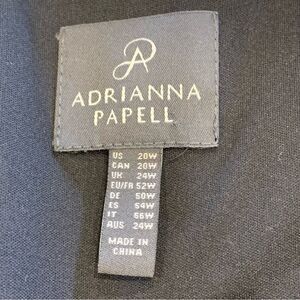 A
ADRIANNA
PAPELL
US 20W
CAN 20W
UK 24W
EU/FR 52W
DE 50W
ES 54W
IT 56W
AUS 24W
MADE IN
CHINA